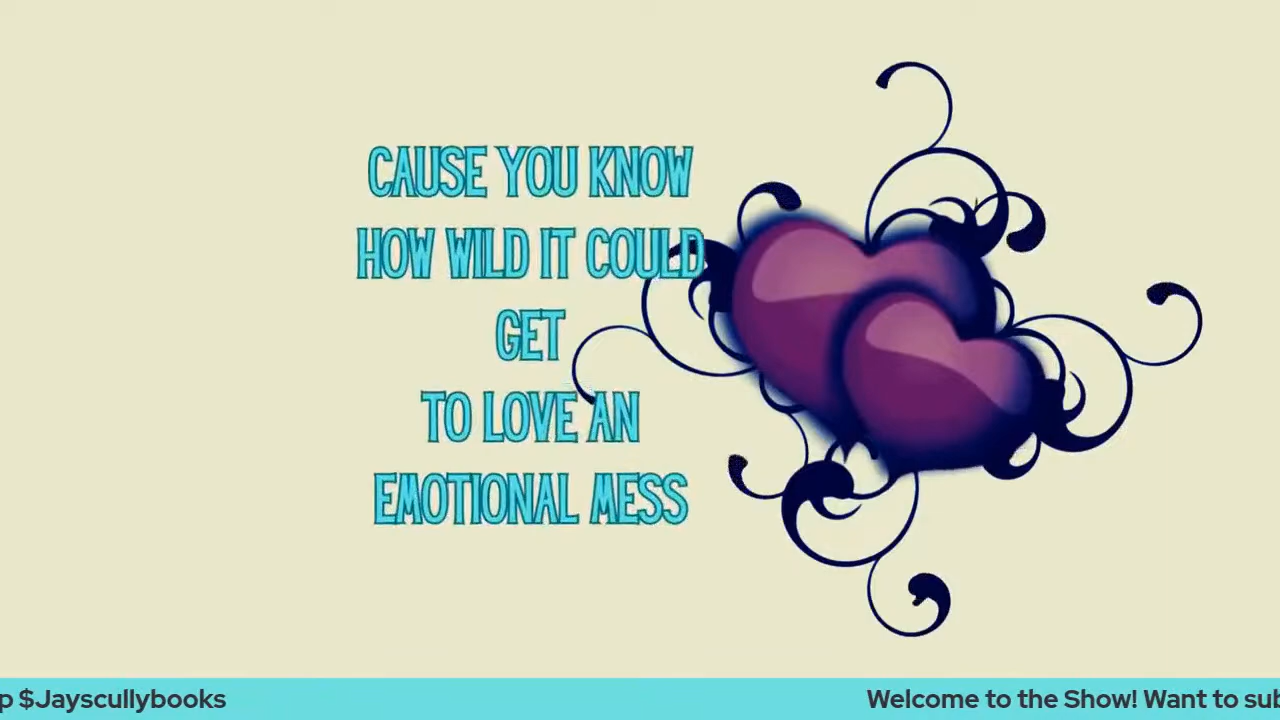 CAUSE YOU KNOW
HOW WILD IT COULD
GET
TO LOVE AN
EMOTIONAL MESS
p $Jayscullybooks
Welcome to the Show! Want to sub